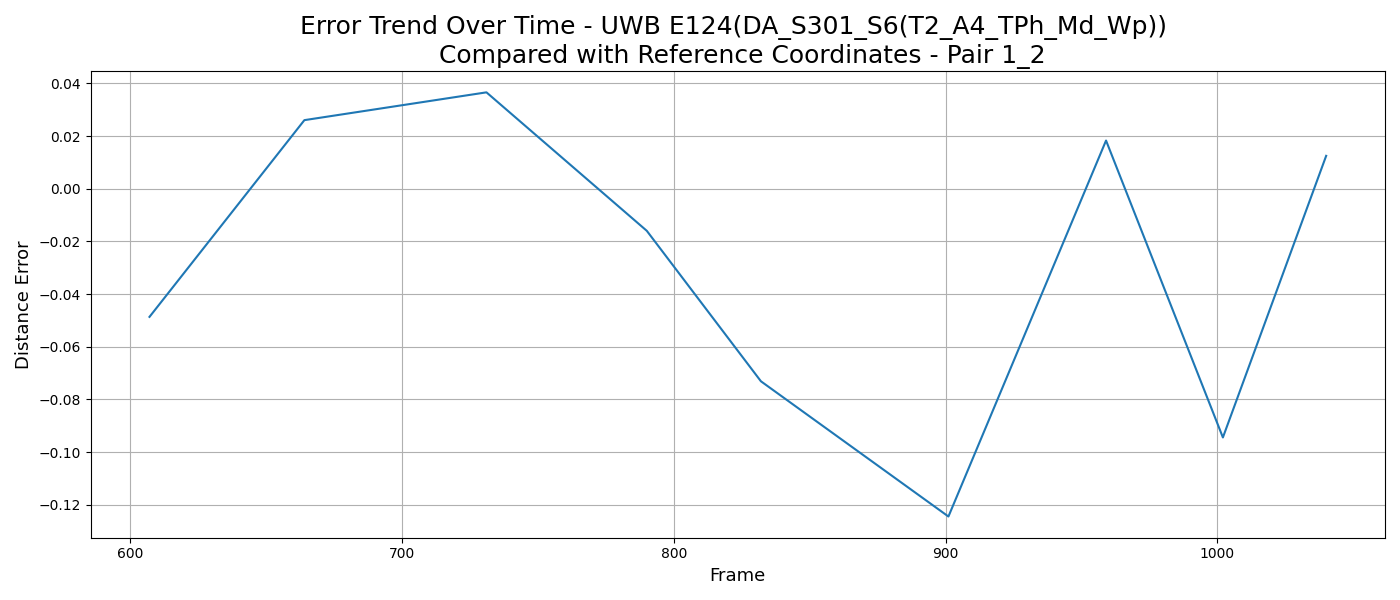 Error Trend Over Time - UWB E124(DA_S301_S6(T2_A4_TPh_Md_Wp))
Compared with Reference Coordinates - Pair 1_2
Distance Error
0.04
0.02
0.00
−0.02
−0.04
−0.06
−0.08
−0.10
−0.12
600 700 800 900 1000
Frame